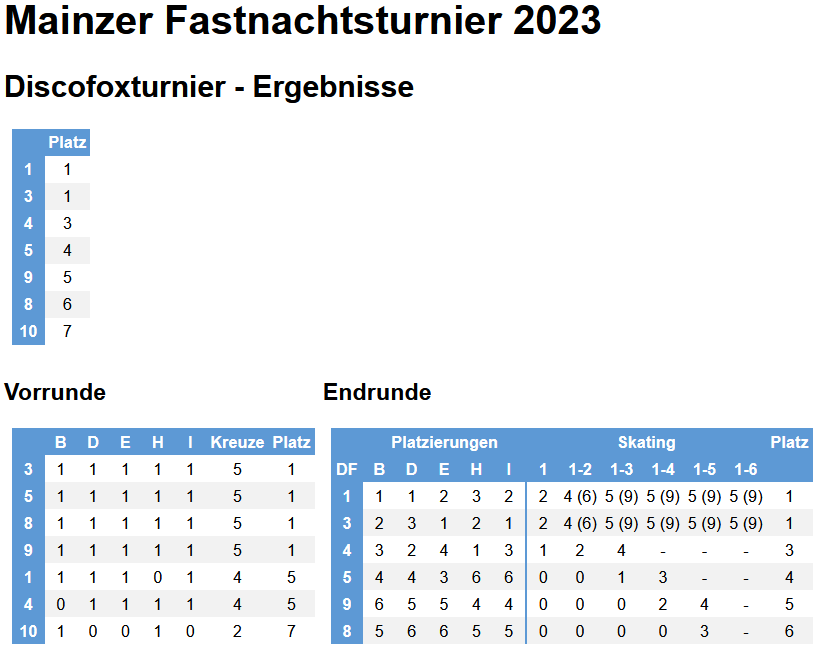 Mainzer Fastnachtsturnier 2023
Discofoxturnier - Ergebnisse
Platz
1 1
3 1
4 3
5 4
9 5
8 6
10 7
Vorrunde
B D E H I Kreuze Platz
3 1 1 1 1 1 5 1
5 1 1 1 1 1 5 1
8 1 1 1 1 1 5 1
9 1 1 1 1 1 5 1
1 1 1 1 0 1 4 5
4 0 1 1 1 1 4 5
10 1 0 0 1 0 2 7
Endrunde
Platzierungen Skating Platz
DF B D E H I 1 1-2 1-3 1-4 1-5 1-6
1 1 1 2 3 2 2 4 (6) 5 (9) 5 (9) 5 (9) 5 (9) 1
3 2 3 1 2 1 2 4 (6) 5 (9) 5 (9) 5 (9) 5 (9) 1
4 3 2 4 1 3 1 2 4 - - - 3
5 4 4 3 6 6 0 0 1 3 - - 4
9 6 5 5 4 4 0 0 0 2 4 - 5
8 5 6 6 5 5 0 0 0 0 3 - 6